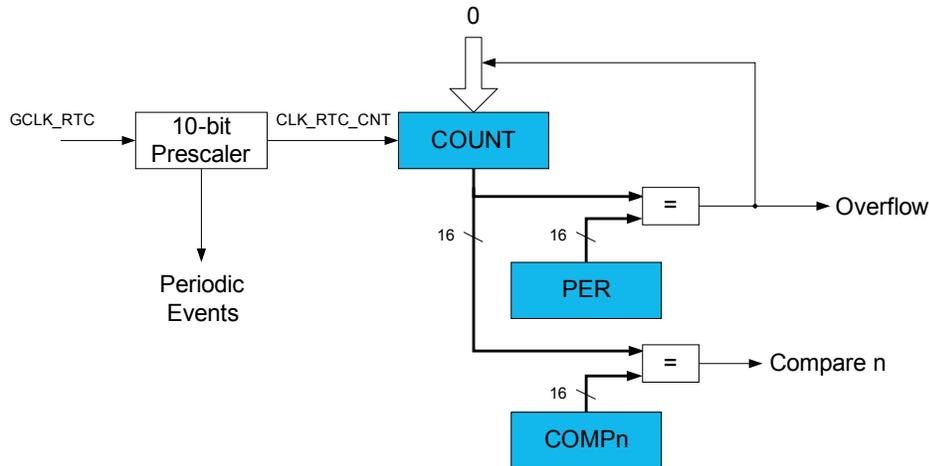 0
GCLK_RTC
10-bit
Prescaler
CLK_RTC_CNT
COUNT
=
Overflow
16
16
Periodic
Events
PER
=
Compare n
16
COMPn